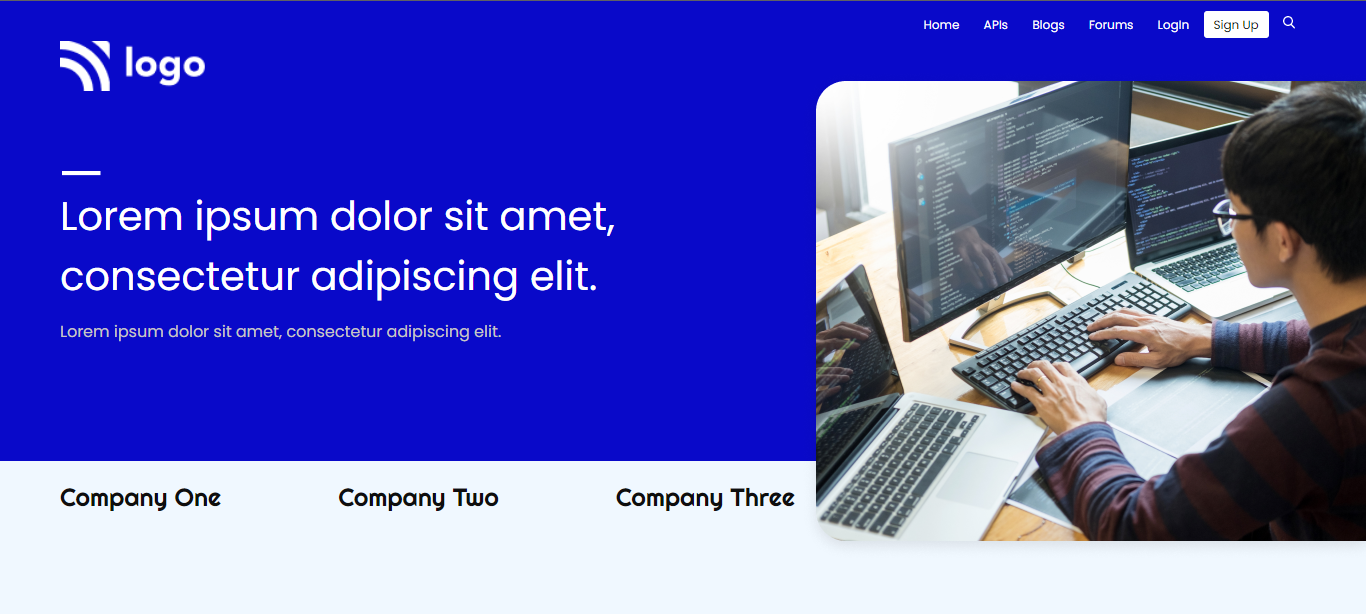 Home APIs Blogs Forums LogIn Sign Up
logo
Lorem ipsum dolor sit amet,
consectetur adipiscing elit.
Lorem ipsum dolor sit amet, consectetur adipiscing elit.
Company One Company Two Company Three